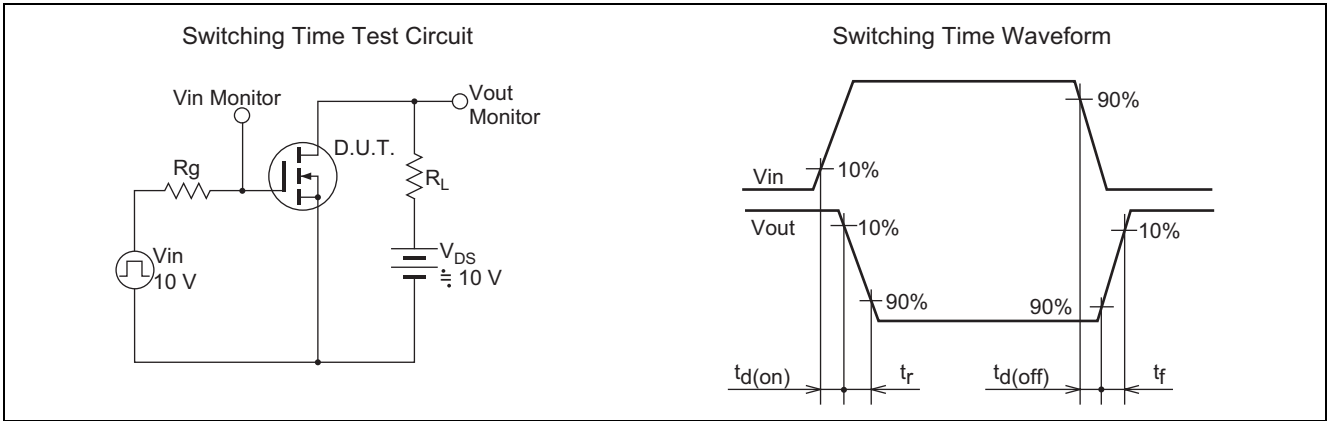 Switching Time Test Circuit
Vin Monitor
Vout
Monitor
D.U.T.
Rg
RL
Vin
10 V
VDS
≒ 10 V
Switching Time Waveform
90%
Vin
10%
Vout
10%
10%
90%
90%
td(on)
tr
td(off)
tf